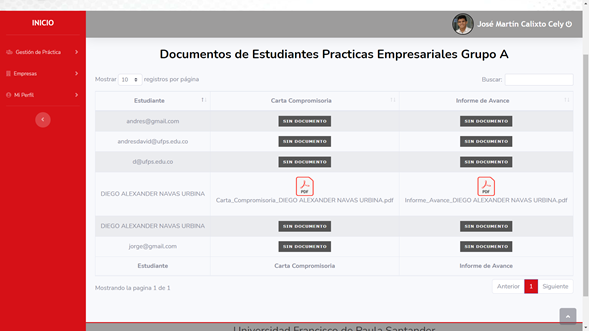 INICIO
José Martín Calixto Cely
Gestión de Práctica
Empresas
Mi Perfil
Documentos de Estudiantes Practicas Empresariales Grupo A
Mostrar 10 registros por página
Buscar:
Estudiante Carta Compromisoria Informe de Avance
andres@gmail.com SIN DOCUMENTO SIN DOCUMENTO
andresdavid@ufps.edu.co SIN DOCUMENTO SIN DOCUMENTO
d@ufps.edu.co SIN DOCUMENTO SIN DOCUMENTO
PDF PDF
DIEGO ALEXANDER NAVAS URBINA Carta_Compromisoria_DIEGO ALEXANDER NAVAS URBINA.pdf Informe_Avance_DIEGO ALEXANDER NAVAS URBINA.pdf
DIEGO ALEXANDER NAVAS URBINA SIN DOCUMENTO SIN DOCUMENTO
jorge@gmail.com SIN DOCUMENTO SIN DOCUMENTO
Estudiante Carta Compromisoria Informe de Avance
Mostrando la pagina 1 de 1
Anterior 1 Siguiente
Universidad Francisco de Paula Santander